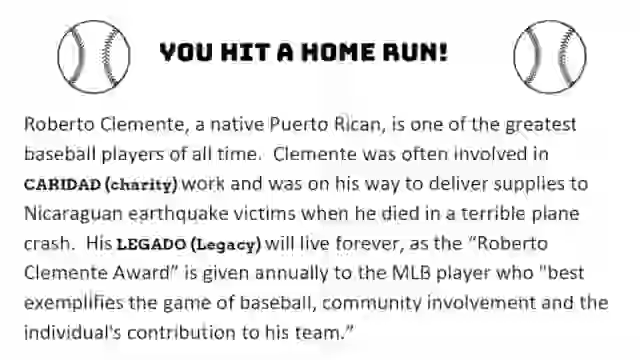 YOU HIT A HOME RUN!
Roberto Clemente, a native Puerto Rican, is one of the greatest
baseball players of all time. Clemente was often involved in
CARIDAD (charity) work and was on his way to deliver supplies to
Nicaraguan earthquake victims when he died in a terrible plane
crash. His LEGADO (Legacy) will live forever, as the “Roberto
Clemente Award” is given annually to the MLB player who "best
exemplifies the game of baseball, community involvement and the
individual's contribution to his team.”